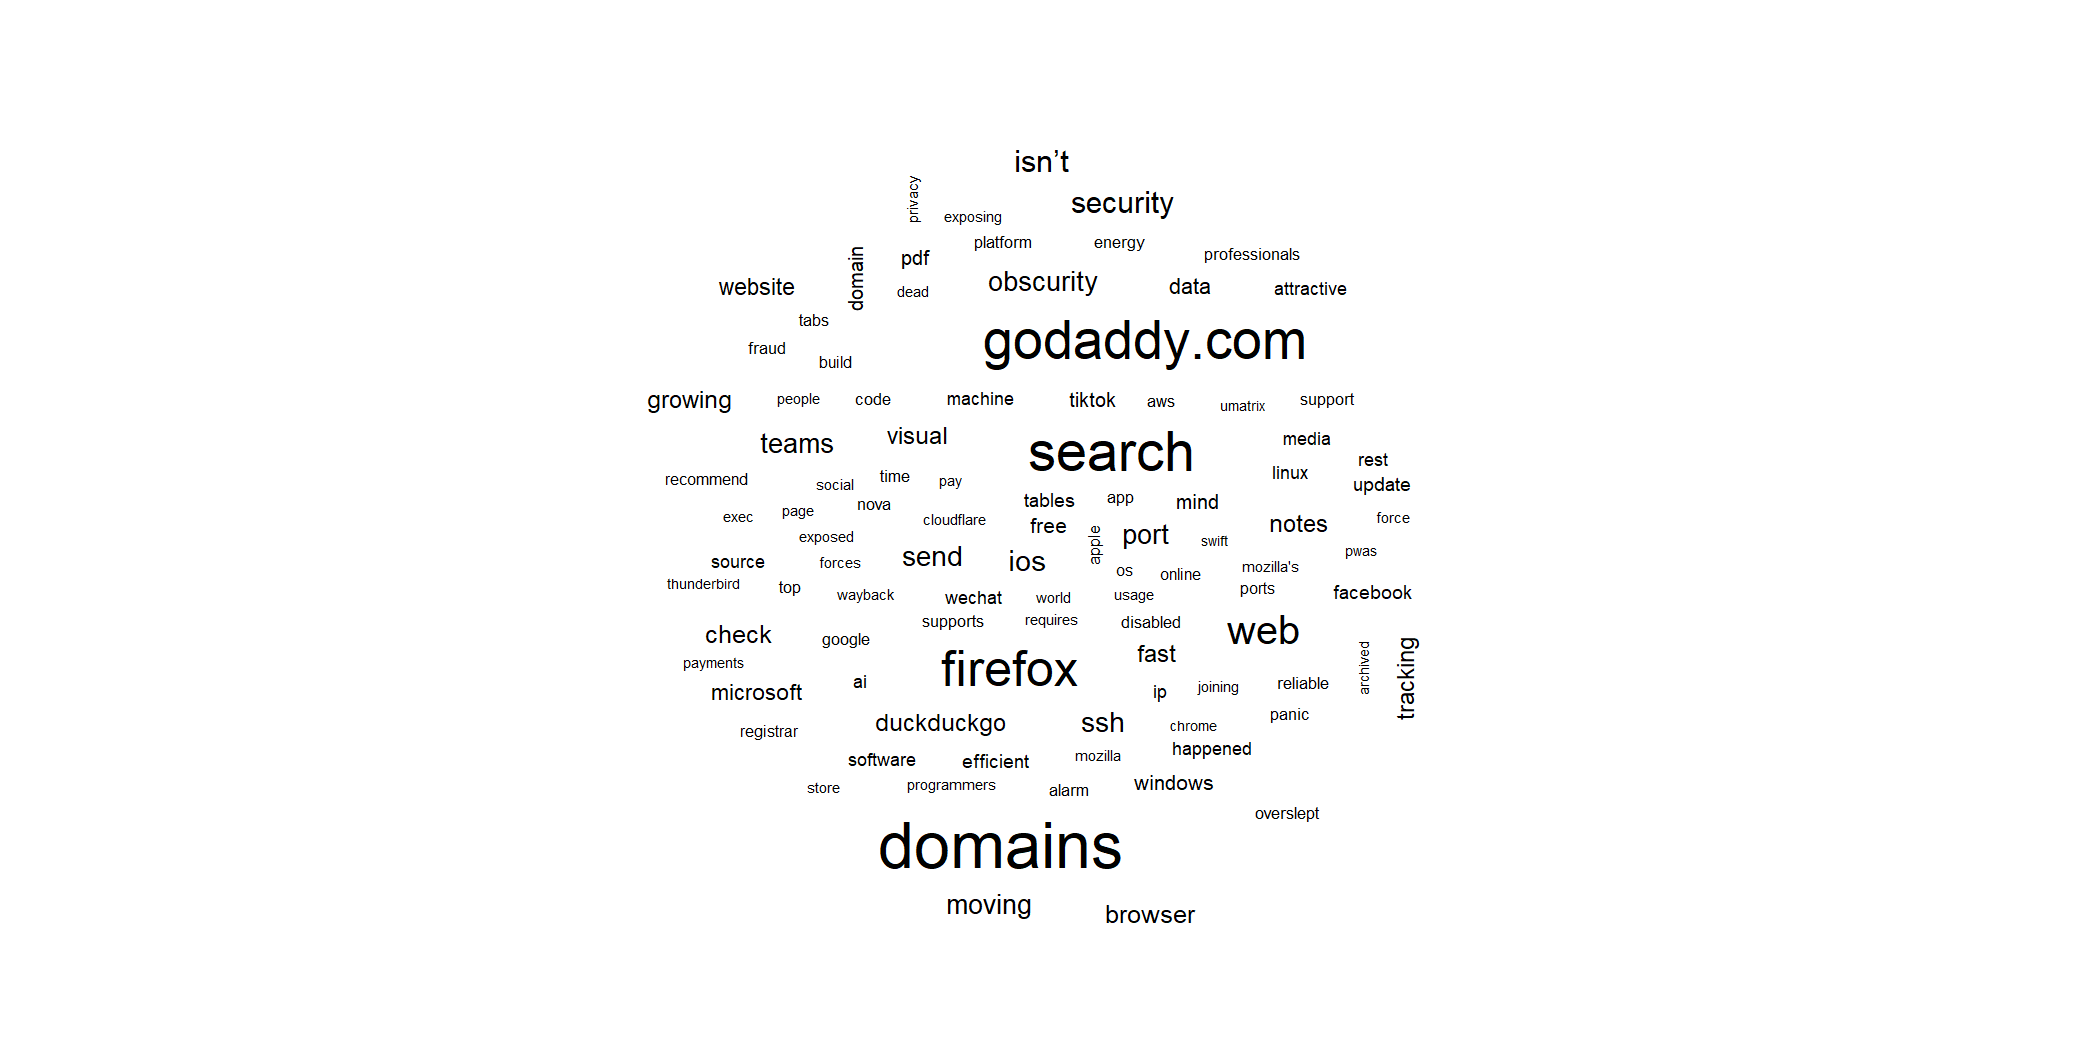 isn’t
privacy
security
exposing
platform
energy
professionals
pdf
domain
website
dead
obscurity
data
attractive
tabs
godaddy.com
fraud
build
growing
people
code
machine
tiktok
aws
umatrix
support
teams
visual
search
media
rest
linux
recommend
social
time
pay
update
tables
app
mind
nova
page
exec
cloudflare
free
notes
force
apple
port
swift
exposed
send
ios
pwas
source
forces
os
online
mozilla's
thunderbird
top
wayback
wechat
world
usage
ports
facebook
supports
requires
disabled
web
check
google
fast
archived
tracking
payments
firefox
microsoft
ai
ip
joining
reliable
panic
registrar
duckduckgo
ssh
chrome
happened
software
efficient
mozilla
windows
store
programmers
alarm
overslept
domains
moving
browser